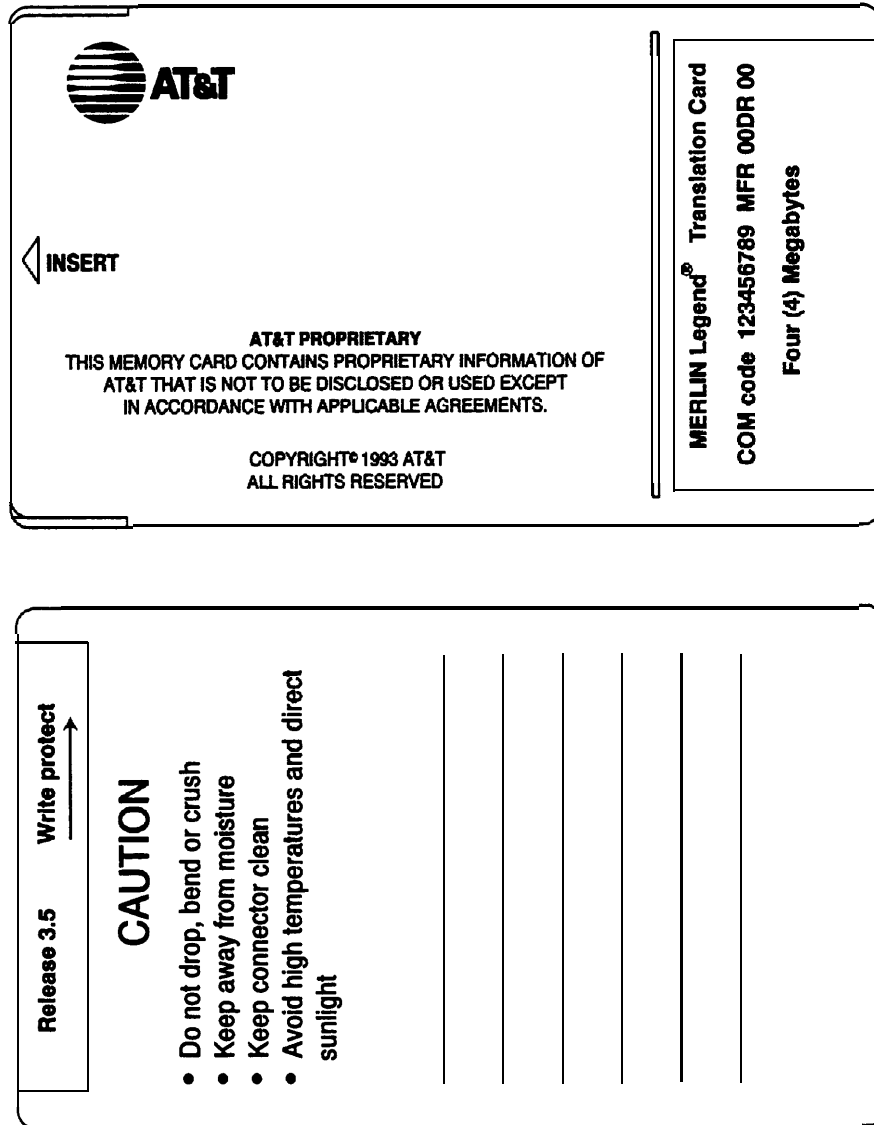 AT&T
INSERT
AT&T PROPRIETARY
THIS MEMORY CARD CONTAINS PROPRIETARY INFORMATION OF
AT&T THAT IS NOT TO BE DISCLOSED OR USED EXCEPT
IN ACCORDANCE WITH APPLICABLE AGREEMENTS.
COPYRIGHT© 1993 AT&T
ALL RIGHTS RESERVED
MERLIN Legend® Translation Card
COM code 123456789 MFR 00DR 00
Four (4) Megabytes
Release 3.5 Write protect
CAUTION
• Do not drop, bend or crush
• Keep away from moisture
• Keep connector clean
• Avoid high temperatures and direct
sunlight